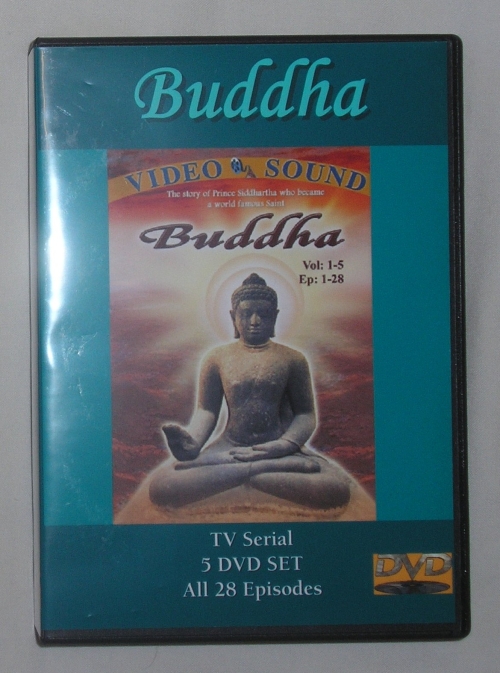 Buddha
VIDEO SOUND
The story of Prince Siddhartha who became
a world famous Saint
Buddha
Vol: 1-5
Ep: 1-28
TV Serial
5 DVD SET
All 28 Episodes
DVD